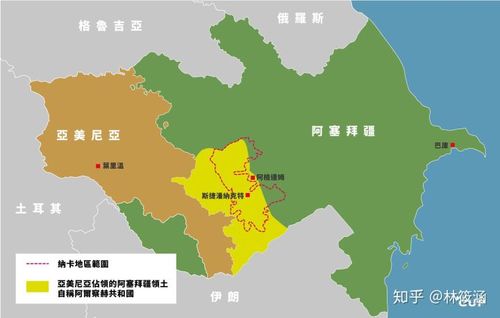 俄羅斯
格魯吉亞
亞美尼亞
阿塞拜疆
葉里溫
巴庫
阿格達姆
斯捷潘納克特
土耳其
伊朗
納卡地區範圍
亞美尼亞佔領的阿塞拜疆領土
自稱阿爾察赫共和國
知乎 @林筱涵
CUP